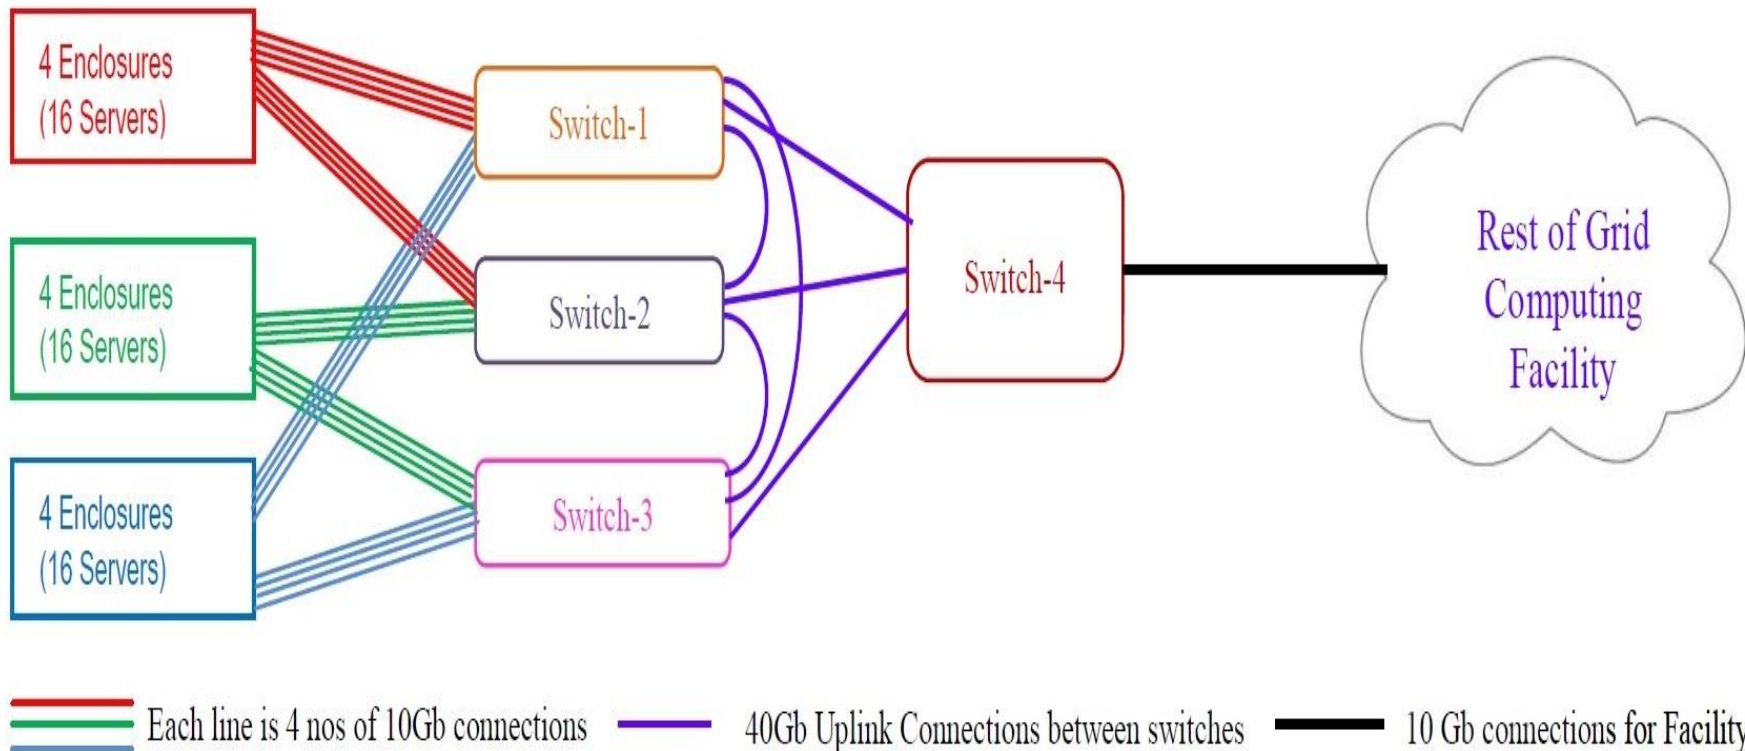 4 Enclosures
(16 Servers)
4 Enclosures
(16 Servers)
4 Enclosures
(16 Servers)
Switch-1
Switch-2
Switch-3
Switch-4
Rest of Grid
Computing
Facility
Each line is 4 nos of 10Gb connections
40Gb Uplink Connections between switches
10 Gb connections for Facility